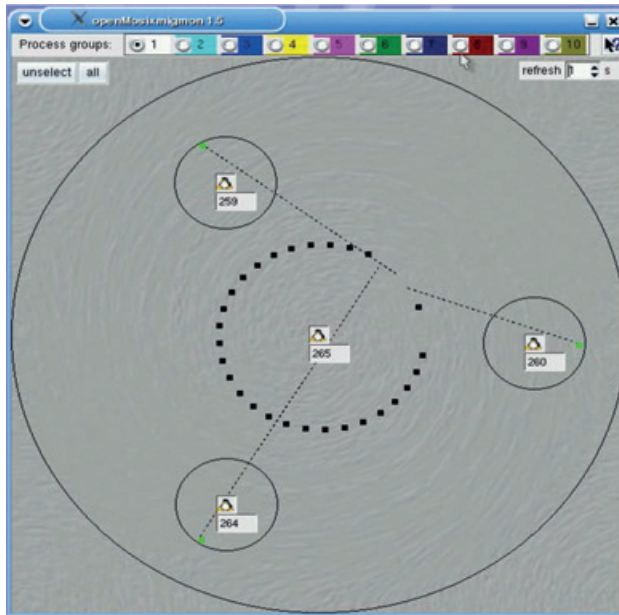 openMosixmigmon 1.5
Process groups: 1 2 3 4 5 6 7 8 9 10
unselect all refresh 1 s
259
265
260
264